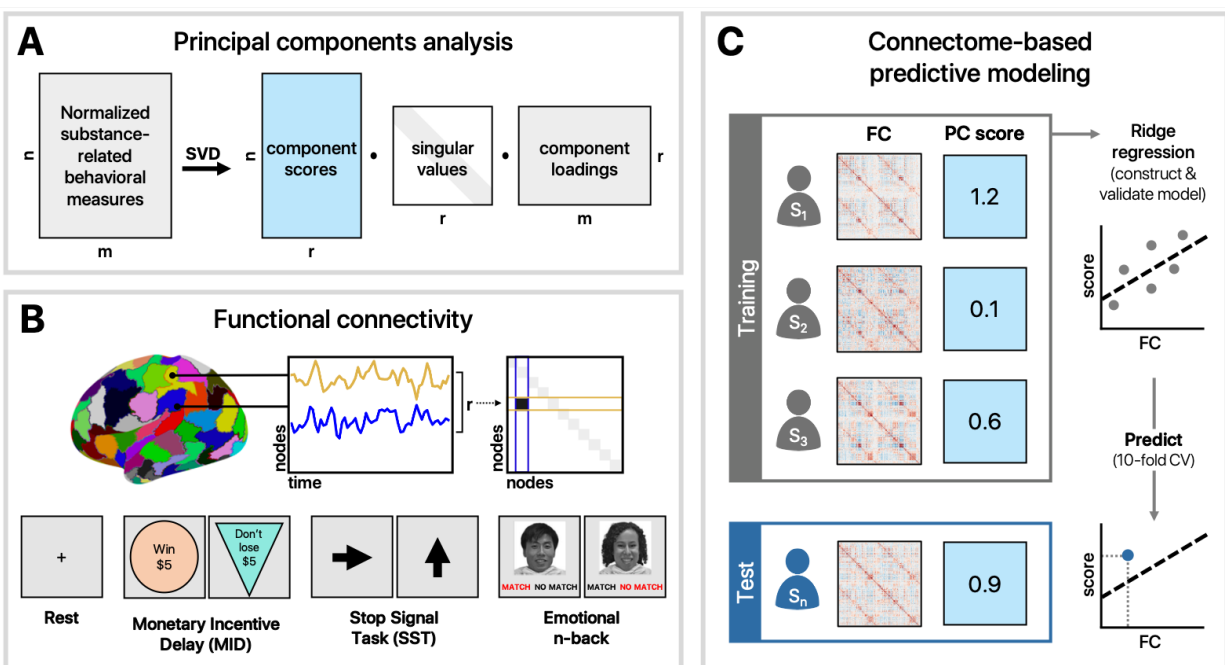 A
Principal components analysis
n
Normalized
substance-
related
behavioral
measures
m
SVD
n
component
scores
r
•
singular
values
r
•
component
loadings
m
r
B
Functional connectivity
nodes
time
r
nodes
nodes
+
Rest
Win
$5
Don't
lose
$5
Monetary Incentive
Delay (MID)
Stop Signal
Task (SST)
MATCH NO MATCH
MATCH NO MATCH
Emotional
n-back
C
Connectome-based
predictive modeling
Training
FC
PC score
S1
1.2
S2
0.1
S3
0.6
Ridge
regression
(construct &
validate model)
score
FC
Predict
(10-fold CV)
Test
Sn
0.9
score
FC